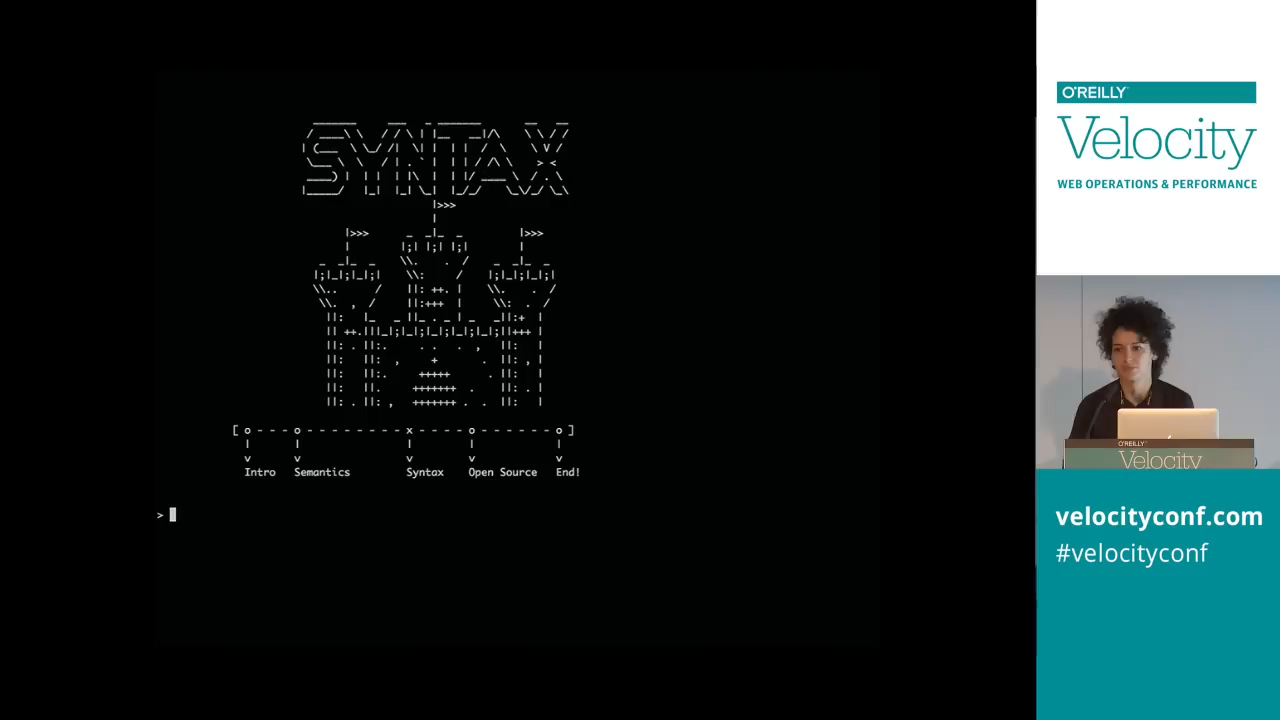 SYNTAX
[o----o---------x-----o-------o]
Intro Semantics Syntax Open Source End!
>
O'REILLY
Velocity
WEB OPERATIONS & PERFORMANCE
O'REILLY
Velocity
velocityconf.com
#velocityconf